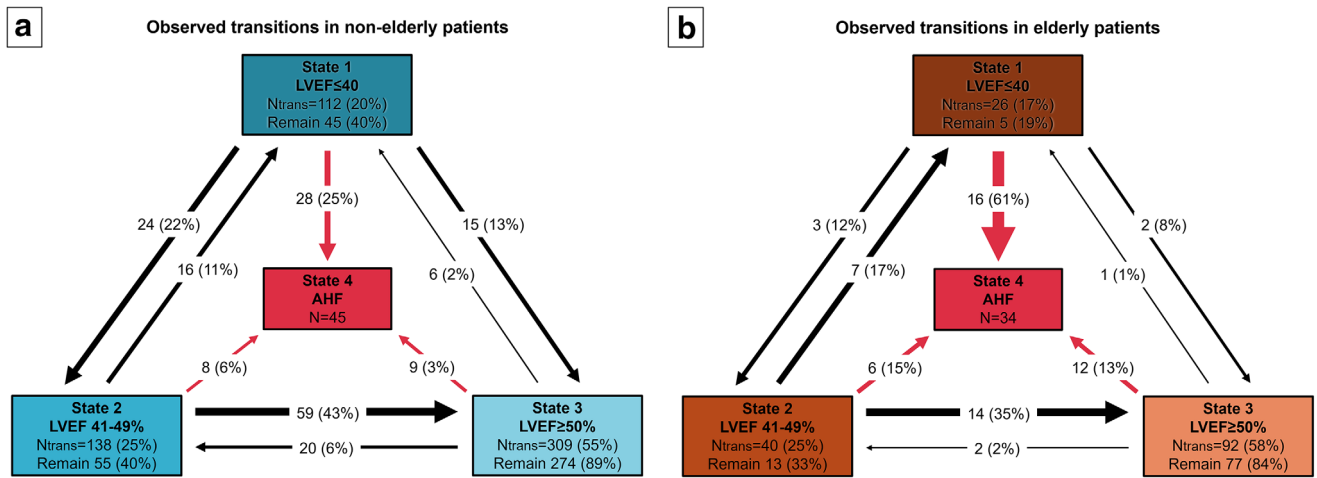 a
Observed transitions in non-elderly patients
State 1
LVEF≤40
Ntrans=112 (20%)
Remain 45 (40%)
28 (25%)
24 (22%)
15 (13%)
16 (11%)
6 (2%)
State 4
AHF
N=45
8 (6%)
9 (3%)
State 2
LVEF 41-49%
Ntrans=138 (25%)
Remain 55 (40%)
59 (43%)
20 (6%)
State 3
LVEF≥50%
Ntrans=309 (55%)
Remain 274 (89%)
b
Observed transitions in elderly patients
State 1
LVEF≤40
Ntrans=26 (17%)
Remain 5 (19%)
16 (61%)
3 (12%)
2 (8%)
7 (17%)
1 (1%)
State 4
AHF
N=34
6 (15%)
12 (13%)
State 2
LVEF 41-49%
Ntrans=40 (25%)
Remain 13 (33%)
14 (35%)
2 (2%)
State 3
LVEF≥50%
Ntrans=92 (58%)
Remain 77 (84%)